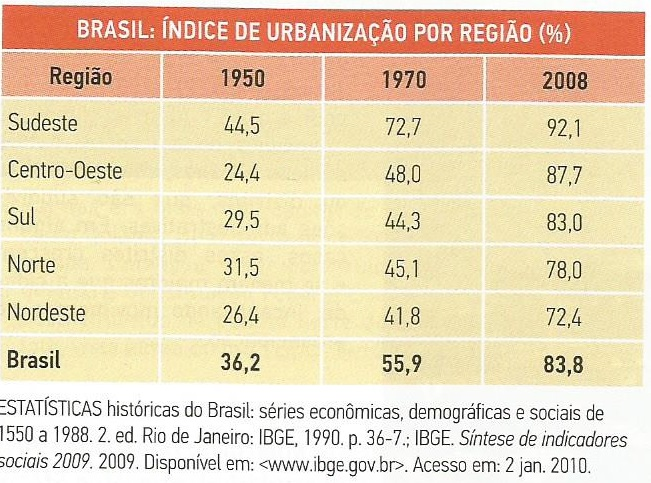 BRASIL: ÍNDICE DE URBANIZAÇÃO POR REGIÃO (%)
Região 1950 1970 2008
Sudeste 44,5 72,7 92,1
Centro-Oeste 24,4 48,0 87,7
Sul 29,5 44,3 83,0
Norte 31,5 45,1 78,0
Nordeste 26,4 41,8 72,4
Brasil 36,2 55,9 83,8
ESTATÍSTICAS históricas do Brasil: séries econômicas, demográficas e sociais de
1550 a 1988. 2. ed. Rio de Janeiro: IBGE, 1990. p. 36-7.; IBGE. Síntese de indicadores
sociais 2009. 2009. Disponível em: <www.ibge.gov.br>. Acesso em: 2 jan. 2010.